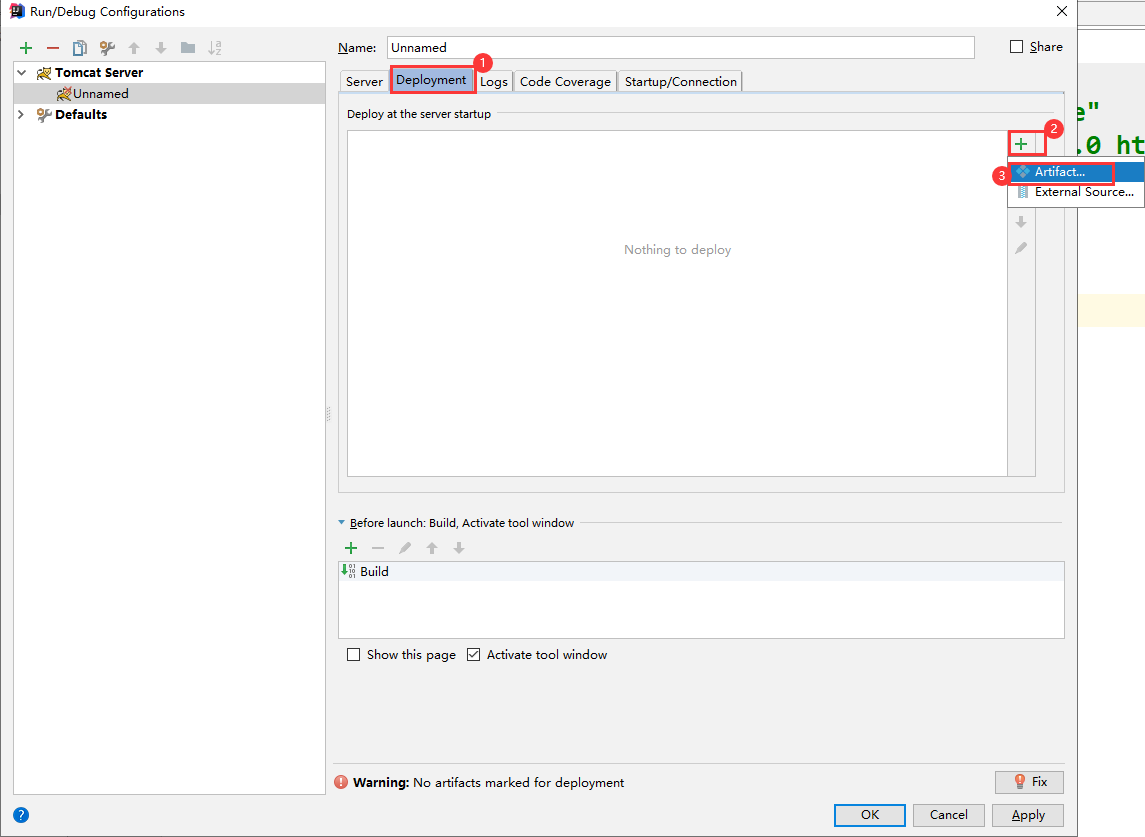 Run/Debug Configurations
Name: Unnamed
Share
Tomcat Server
Unnamed
Defaults
1
Server
Deployment
Logs
Code Coverage
Startup/Connection
Deploy at the server startup
2
e"
.0 ht
3
Artifact...
External Source...
Nothing to deploy
Before launch: Build, Activate tool window
Build
Show this page
Activate tool window
Warning: No artifacts marked for deployment
Fix
?
OK
Cancel
Apply